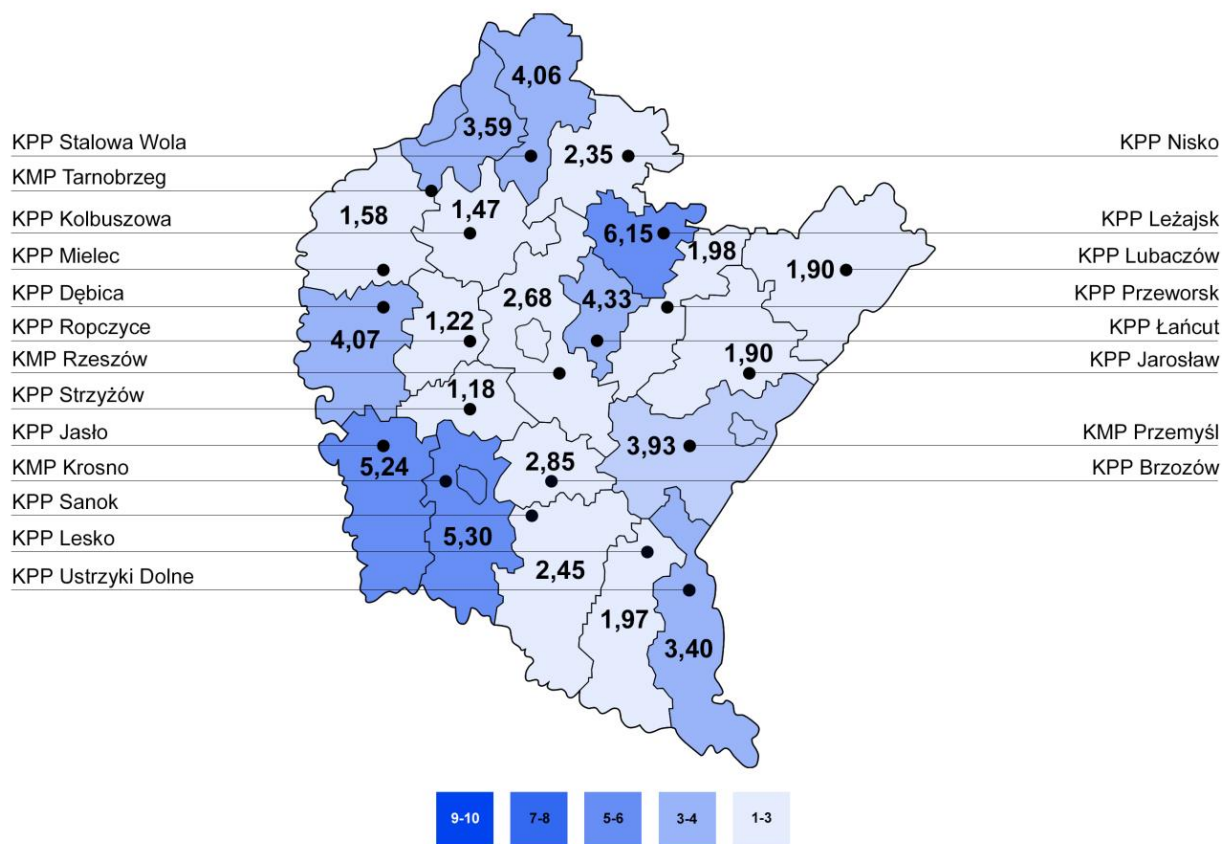 4,06
3,59
KPP Stalowa Wola
2,35
KPP Nisko
KMP Tarnobrzeg
1,58
1,47
KPP Kolbuszowa
6,15
KPP Leżajsk
1,98
KPP Mielec
1,90
KPP Lubaczów
KPP Dębica
2,68
4,33
KPP Przeworsk
4,07
1,22
KPP Ropczyce
KPP Łańcut
KMP Rzeszów
1,90
KPP Jarosław
KPP Strzyżów
1,18
KPP Jasło
5,24
3,93
KMP Przemyśl
KMP Krosno
2,85
KPP Brzozów
KPP Sanok
5,30
KPP Lesko
2,45
KPP Ustrzyki Dolne
1,97
3,40
9-10
7-8
5-6
3-4
1-3